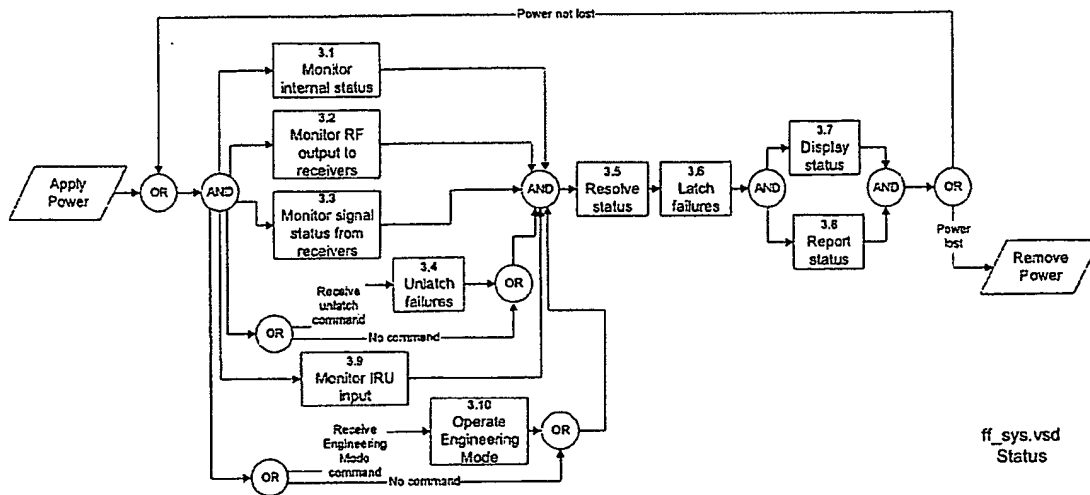 Power not lost
3.1
Monitor
internal status
3.2
Monitor RF
output to
receivers
3.7
Display
status
Apply
Power
OR
AND
AND
3.5
Resolve
status
3.6
Latch
failures
AND
AND
OR
3.3
Monitor signal
status from
receivers
3.8
Report
status
Power
lost
Remove
Power
3.4
Unlatch
failures
OR
Receive
unlatch
command
OR
No command
3.9
Monitor IRU
input
3.10
Operate
Engineering
Mode
OR
Receive
Engineering
Mode
command
OR
No command
ff_sys.vsd
Status